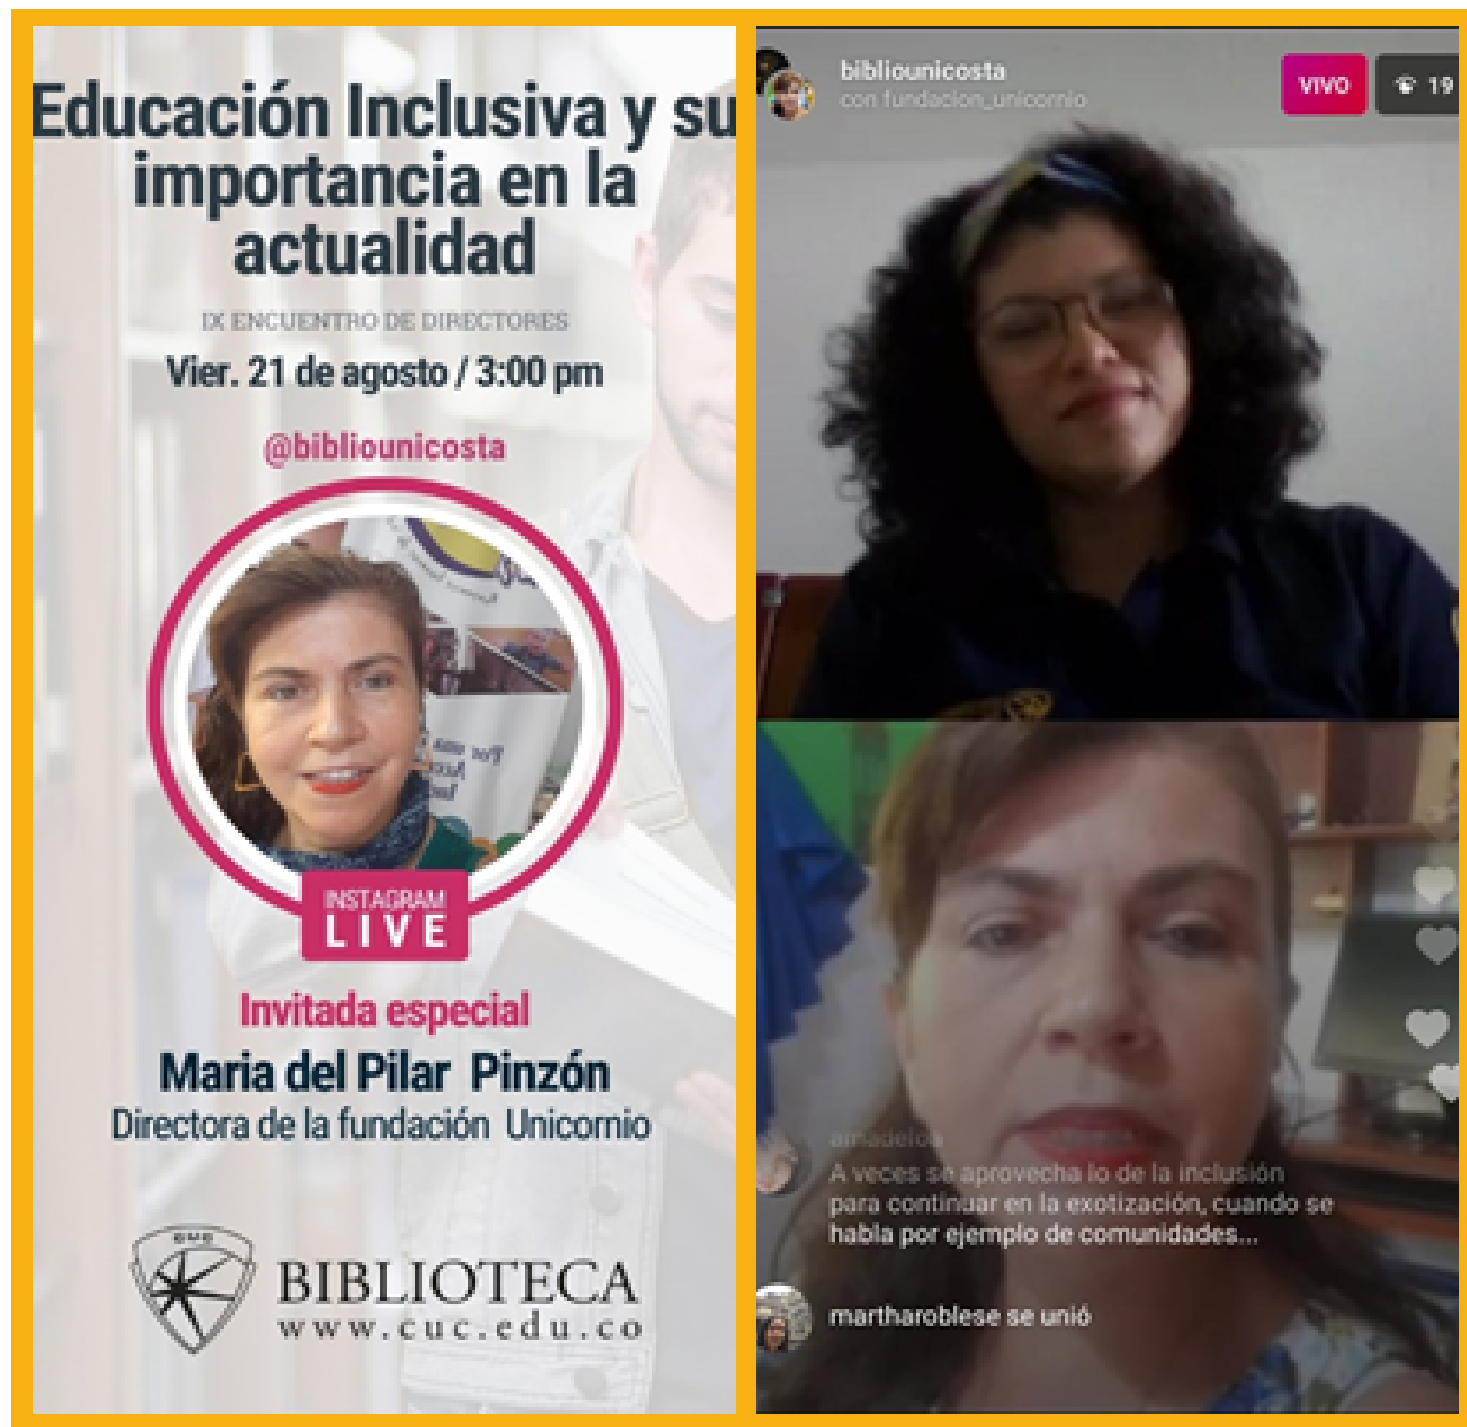 Educación Inclusiva y su
importancia en la
actualidad
IX ENCUENTRO DE DIRECTORES
Vier. 21 de agosto / 3:00 pm
@bibliounicosta
INSTAGRAM
LIVE
Invitada especial
Maria del Pilar Pinzón
Directora de la fundación Unicornio
CUC
BIBLIOTECA
www.cuc.edu.co
bibliounicosta
con fundacion_unicornio
VIVO
19
A veces se aprovecha lo de la inclusión
para continuar en la exotización, cuando se
habla por ejemplo de comunidades...
martharoblese se unió